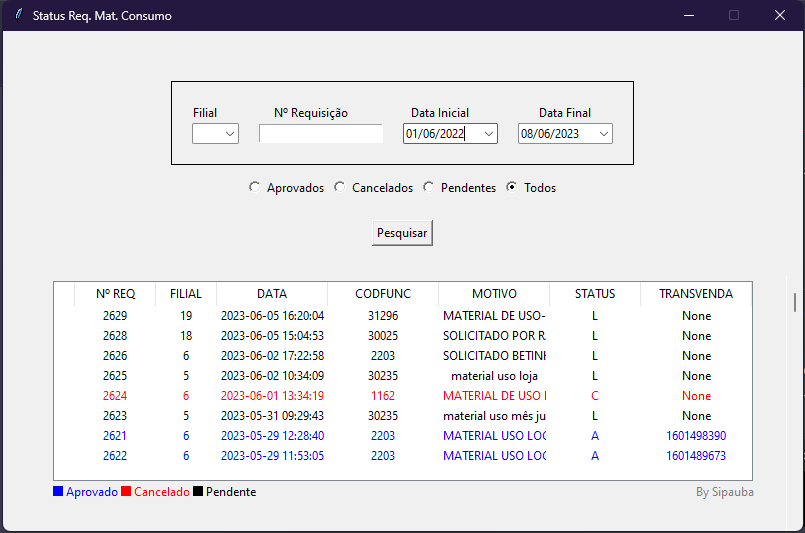 Status Req. Mat. Consumo
Filial Nº Requisição Data Inicial Data Final
01/06/2022 08/06/2023
Aprovados Cancelados Pendentes Todos
Pesquisar
Nº REQ FILIAL DATA CODFUNC MOTIVO STATUS TRANSVENDA
2629 19 2023-06-05 16:20:04 31296 MATERIAL DE USO- L None
2628 18 2023-06-05 15:04:53 30025 SOLICITADO POR R L None
2626 6 2023-06-02 17:22:58 2203 SOLICITADO BETIN L None
2625 5 2023-06-02 10:34:09 30235 material uso loja L None
2624 6 2023-06-01 13:34:19 1162 MATERIAL DE USO C None
2623 5 2023-05-31 09:29:43 30235 material uso mês ju L None
2621 6 2023-05-29 12:28:40 2203 MATERIAL USO LOG A 1601498390
2622 6 2023-05-29 11:53:05 2203 MATERIAL USO LOG A 1601489673
Aprovado Cancelado Pendente By Sipauba